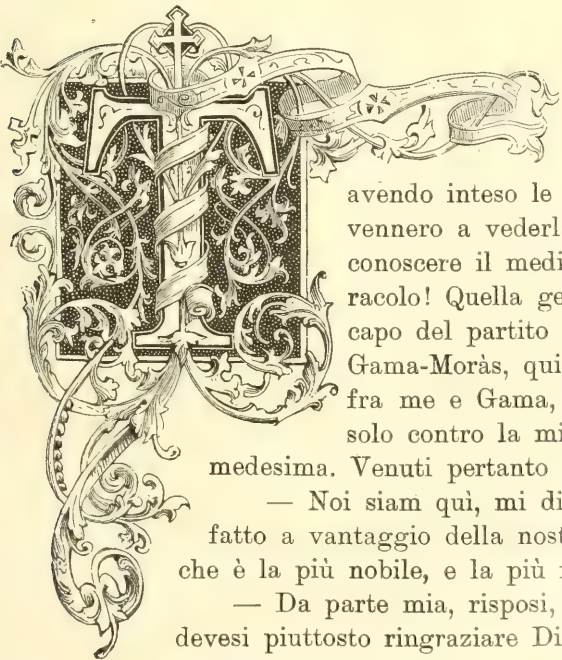 T
avendo inteso le
vennero a vederl
conoscere il medi
racolo! Quella ge
capo del partito
Gama-Moràs, qui
fra me e Gama,
solo contro la mi
medesima. Venuti pertanto
— Noi siam quì, mi di
fatto a vantaggio della nost
che è la più nobile, e la più
— Da parte mia, risposi,
devesi piuttosto ringraziare Di